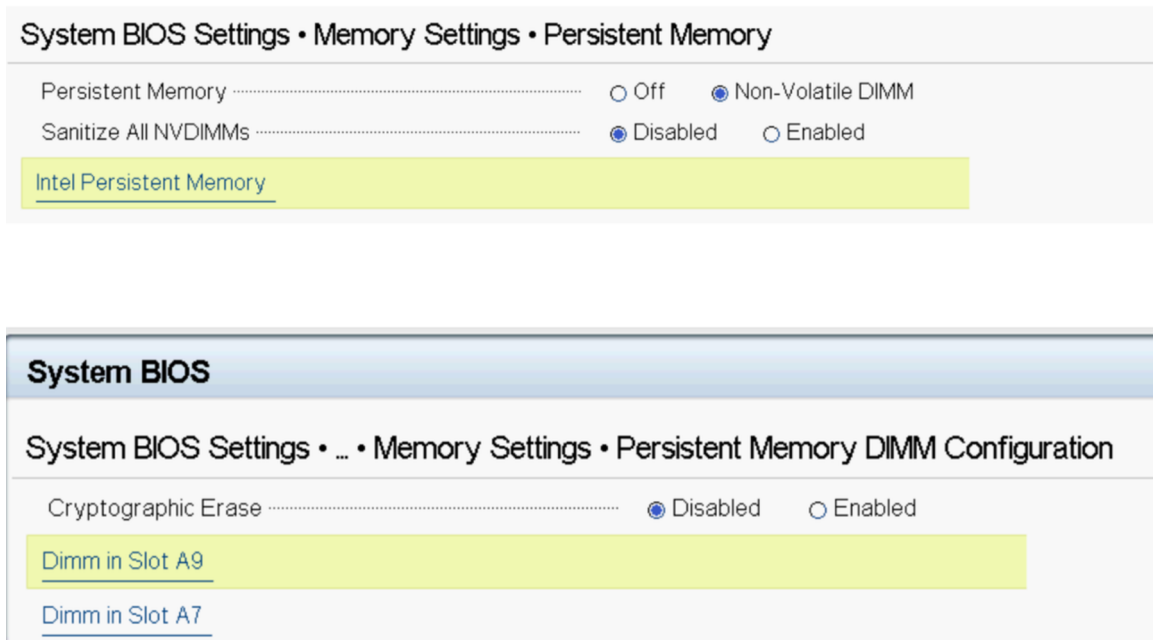 System BIOS Settings • Memory Settings • Persistent Memory
Persistent Memory Off Non-Volatile DIMM
Sanitize All NVDIMMs Disabled Enabled
Intel Persistent Memory
System BIOS
System BIOS Settings • ... • Memory Settings • Persistent Memory DIMM Configuration
Cryptographic Erase Disabled Enabled
Dimm in Slot A9
Dimm in Slot A7